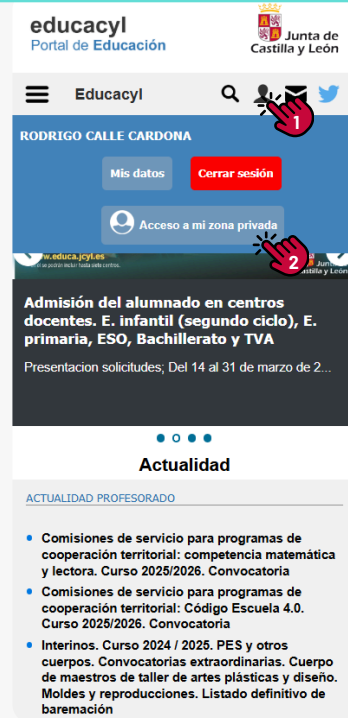 educacyl
Portal de Educación
Junta de
Castilla y León
Educacyl
1
RODRIGO CALLE CARDONA
Mis datos
Cerrar sesión
Acceso a mi zona privada
2
w.educa.jcyl.es
Admisión del alumnado en centros
docentes. E. infantil (segundo ciclo), E.
primaria, ESO, Bachillerato y TVA
Presentacion solicitudes; Del 14 al 31 de marzo de 2...
Actualidad
ACTUALIDAD PROFESORADO
Comisiones de servicio para programas de
cooperación territorial: competencia matemática
y lectora. Curso 2025/2026. Convocatoria
Comisiones de servicio para programas de
cooperación territorial: Código Escuela 4.0.
Curso 2025/2026. Convocatoria
Interinos. Curso 2024 / 2025. PES y otros
cuerpos. Convocatorias extraordinarias. Cuerpo
de maestros de taller de artes plásticas y diseño.
Moldes y reproducciones. Listado definitivo de
baremación